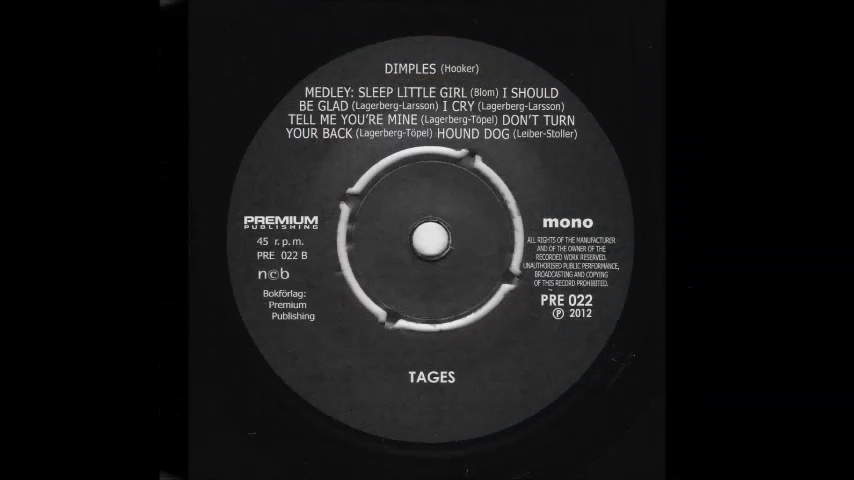 DIMPLES (Hooker)
MEDLEY: SLEEP LITTLE GIRL (Blom) I SHOULD
BE GLAD (Lagerberg-Larsson) I CRY (Lagerberg-Larsson)
TELL ME YOU'RE MINE (Lagerberg-Töpel) DON'T TURN
YOUR BACK (Lagerberg-Töpel) HOUND DOG (Leiber-Stoller)
PREMIUM
PUBLISHING
45 r.p.m.
PRE 022 B
n©b
Bokförlag:
Premium
Publishing
mono
ALL RIGHTS OF THE MANUFACTURER
AND OF THE OWNER OF THE
RECORDED WORK RESERVED.
UNAUTHORISED PUBLIC PERFORMANCE,
BROADCASTING AND COPYING
OF THIS RECORD PROHIBITED.
PRE 022
℗ 2012
TAGES